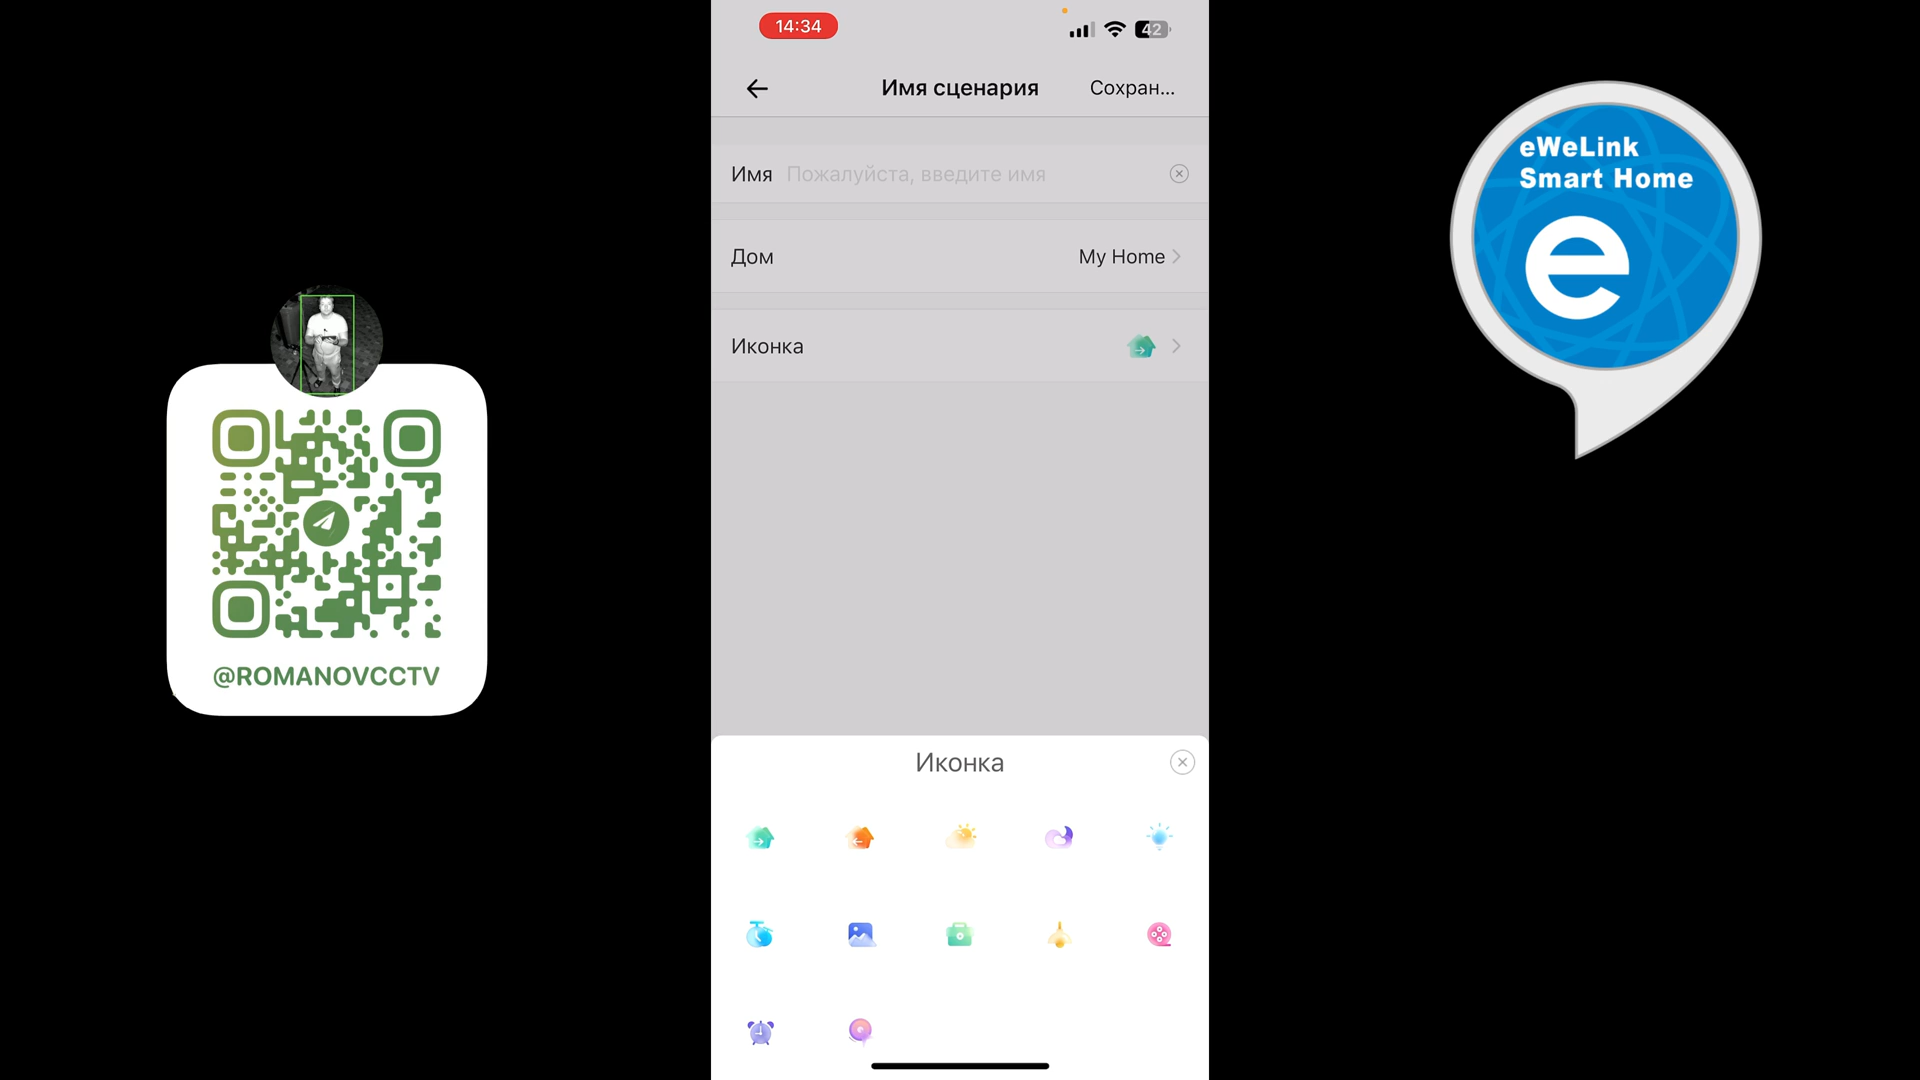 14:34
42
Имя сценария
Сохран...
Имя Пожалуйста, введите имя
Дом My Home
Иконка
Иконка
@ROMANOVCCTV
eWeLink
Smart Home
e